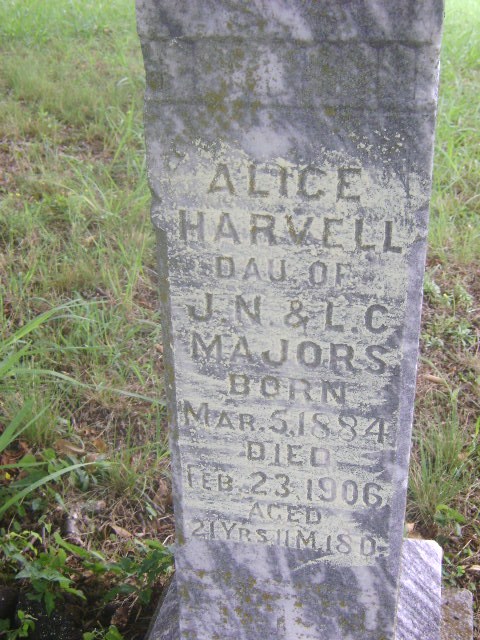 ALICE
HARVELL
DAU. OF
J.N. & L.C.
MAJORS
BORN
MAR. 5, 1884
DIED
FEB. 23, 1906,
AGED
21 YRS 11 M. 18 D.